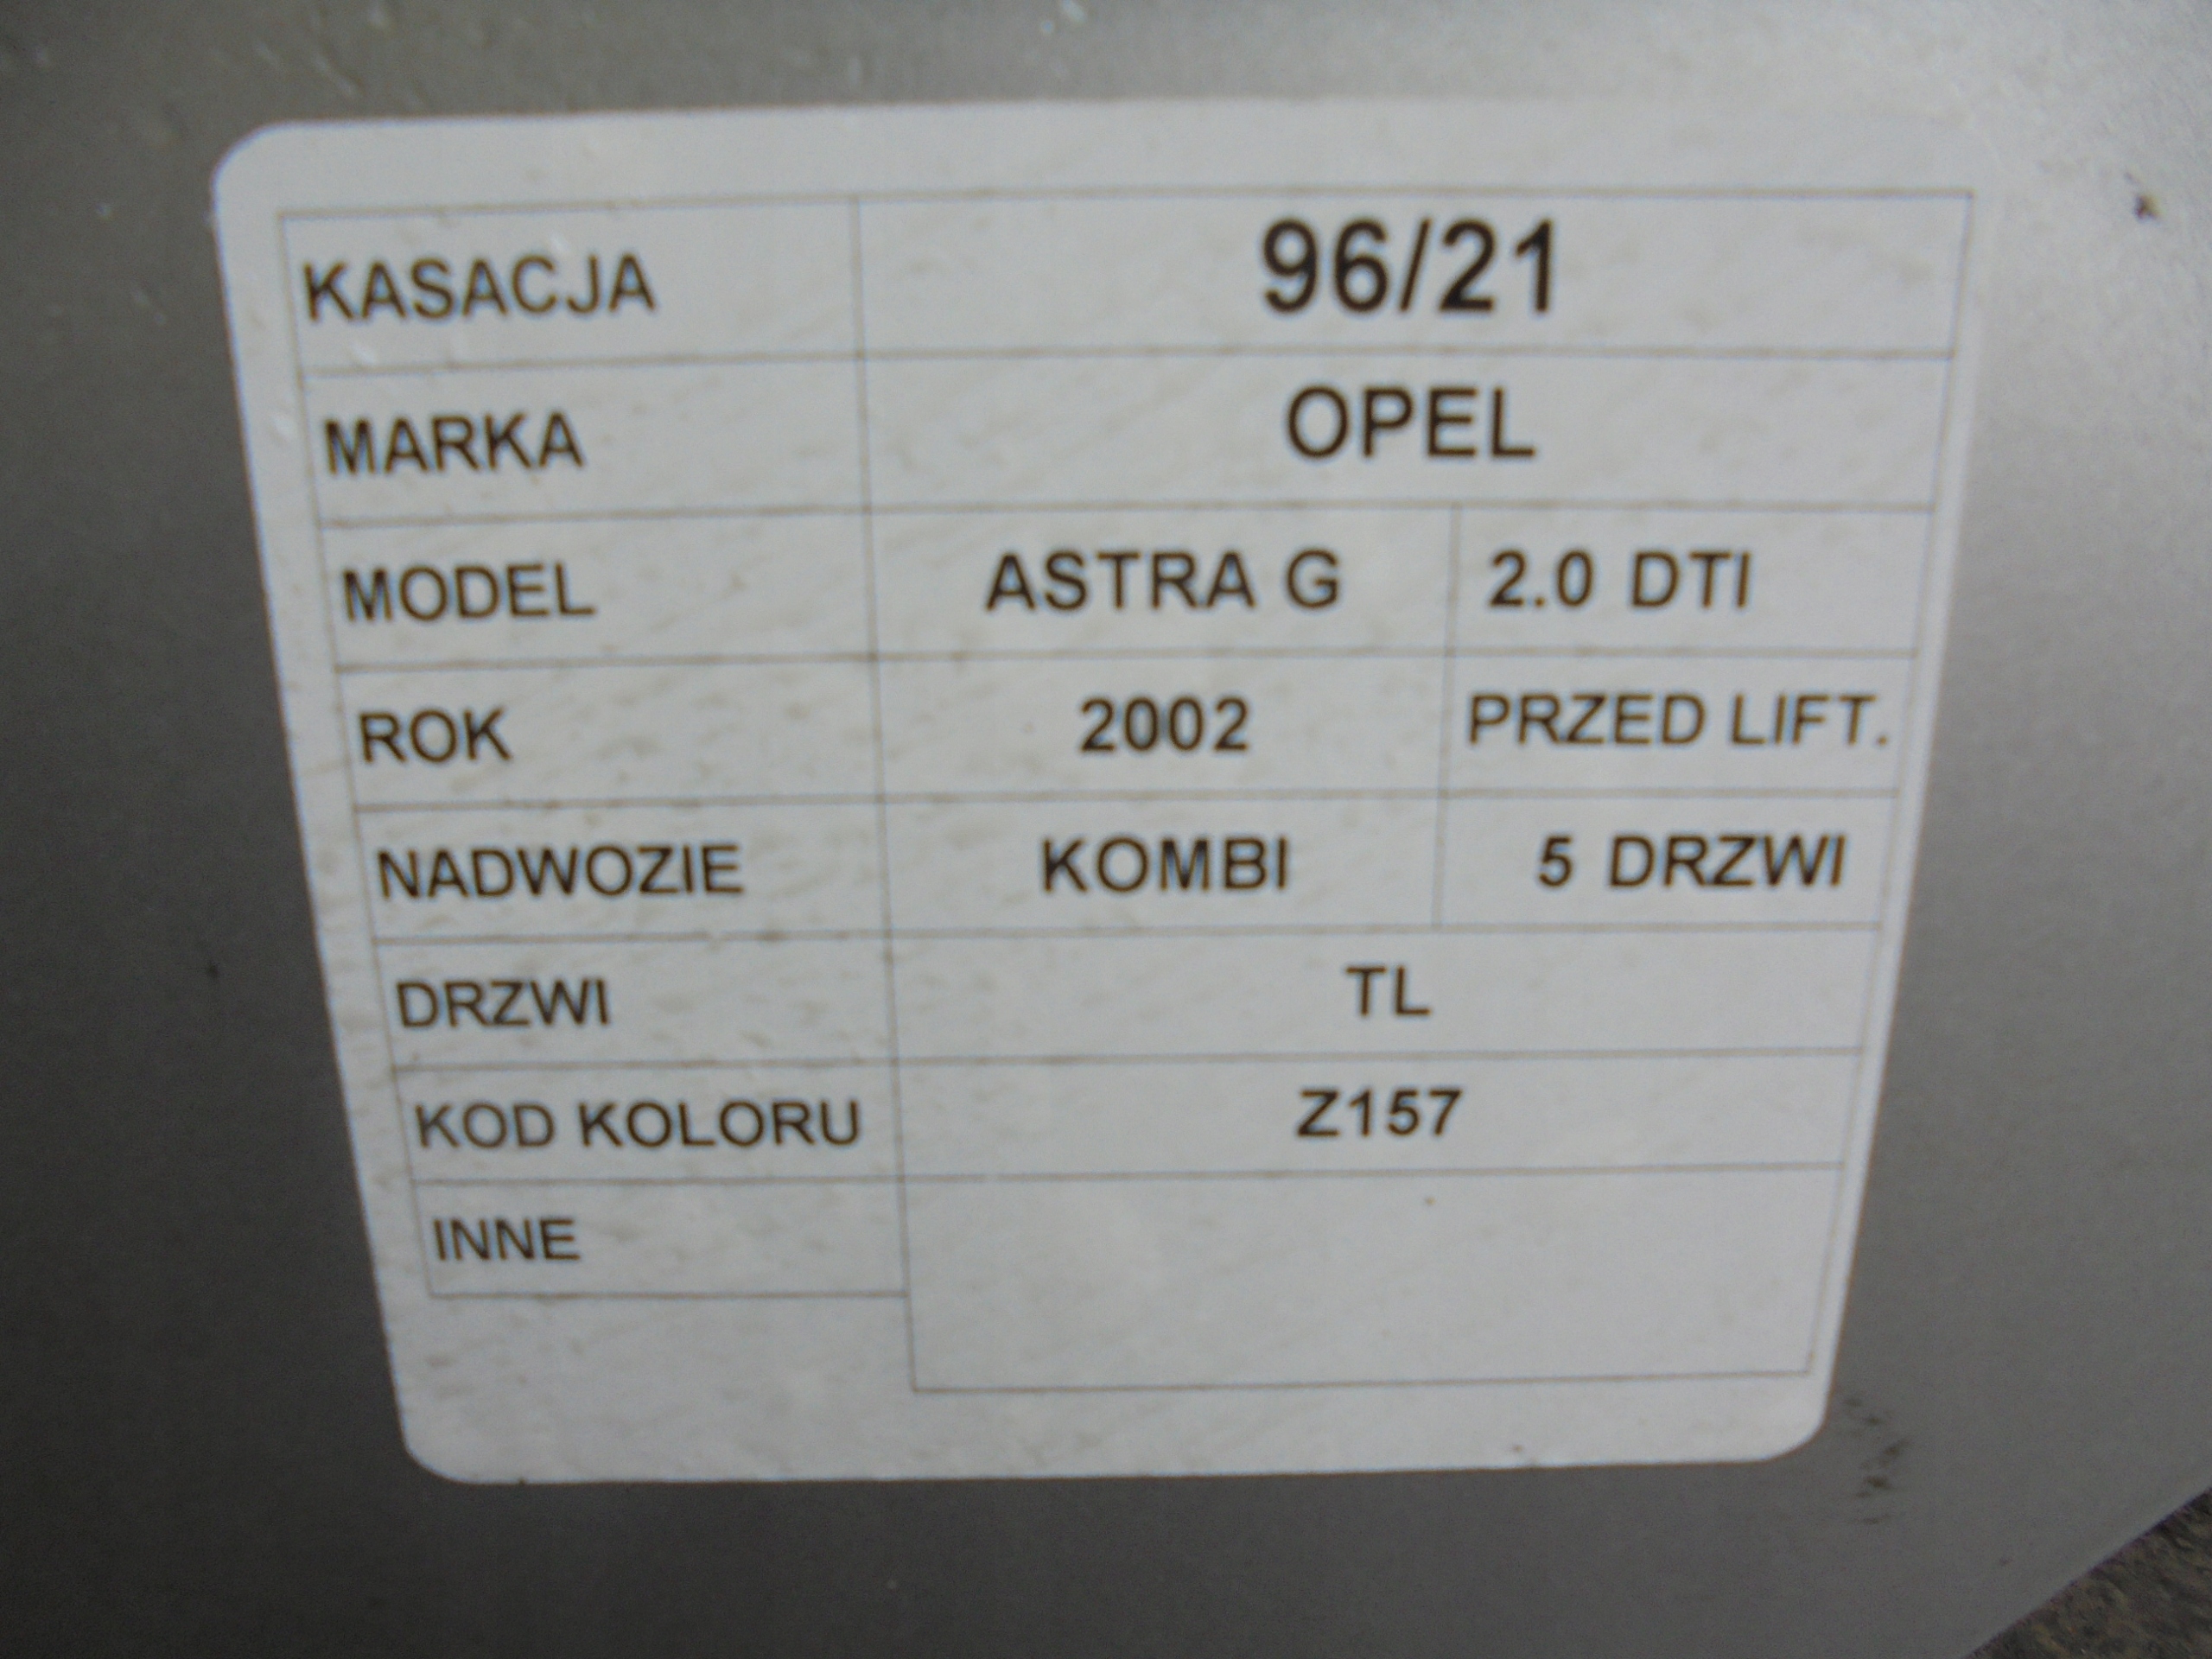 KASACJA 96/21
MARKA OPEL
MODEL ASTRA G 2.0 DTI
ROK 2002 PRZED LIFT.
NADWOZIE KOMBI 5 DRZWI
DRZWI TL
KOD KOLORU Z157
INNE